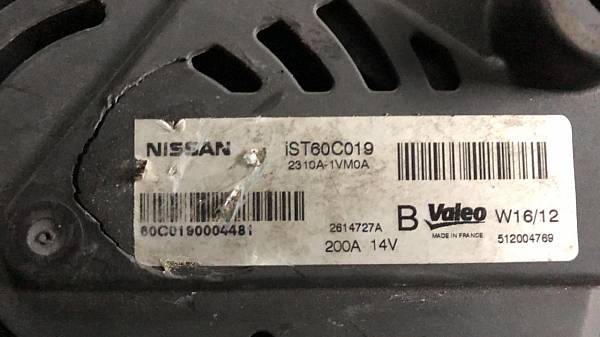 NISSAN iST60C019
2310A-1VM0A
60C0190004481 2614727A B Valeo W16/12
MADE IN FRANCE
200A 14V 512004769